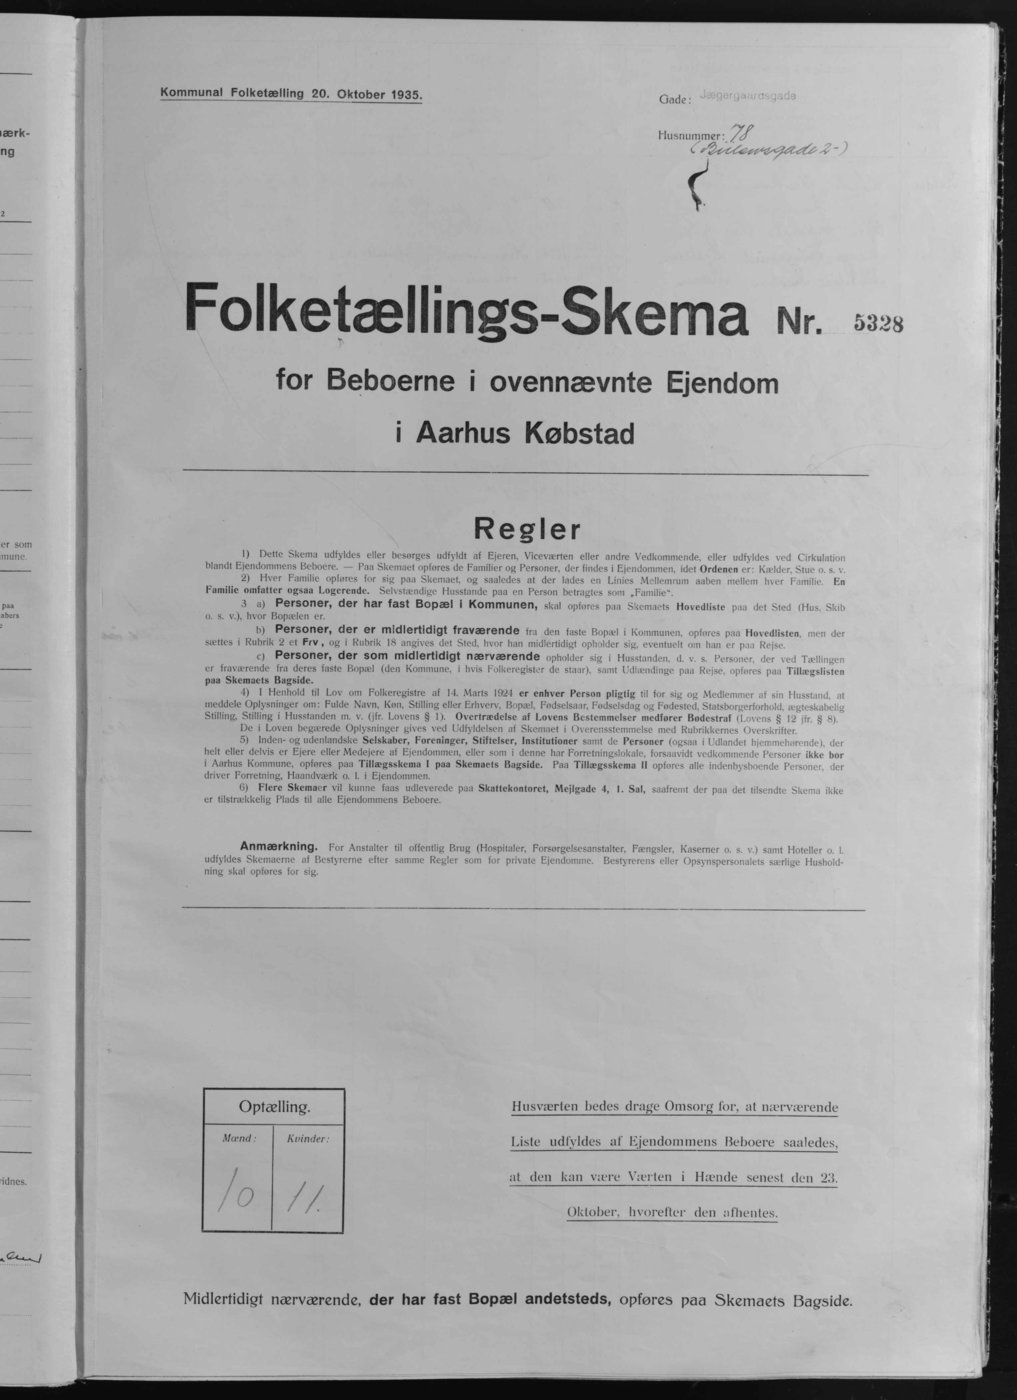 Kommunal Folketælling 20. Oktober 1935.
Gade: Jægergaardsgade
Husnummer: 78
(Bülowsgade 2-)
Folketællings-Skema Nr. 5328
for Beboerne i ovennævnte Ejendom
i Aarhus Købstad
Regler
1) Dette Skema udfyldes eller besørges udfyldt af Ejeren, Viceværten eller andre Vedkommende, eller udfyldes ved Cirkulation
blandt Ejendommens Beboere. — Paa Skemaet opføres de Familier og Personer, der findes i Ejendommen, idet Ordenen er: Kælder, Stue o. s. v.
2) Hver Familie opføres for sig paa Skemaet, og saaledes at der lades en Linies Mellemrum aaben mellem hver Familie. En
Familie omfatter ogsaa Logerende. Selvstændige Husstande paa en Person betragtes som „Familie".
3 a) Personer, der har fast Bopæl i Kommunen, skal opføres paa Skemaets Hovedliste paa det Sted (Hus, Skib
o. s. v.), hvor Bopælen er.
b) Personer, der er midlertidigt fraværende fra den faste Bopæl i Kommunen, opføres paa Hovedlisten, men der
sættes i Rubrik 2 et Frv, og i Rubrik 18 angives det Sted, hvor han midlertidigt opholder sig, eventuelt om han er paa Rejse.
c) Personer, der som midlertidigt nærværende opholder sig i Husstanden, d. v. s. Personer, der ved Tællingen
er fraværende fra deres faste Bopæl (den Kommune, i hvis Folkeregister de staar), samt Udlændinge paa Rejse, opføres paa Tillægslisten
paa Skemaets Bagside.
4) I Henhold til Lov om Folkeregistre af 14. Marts 1924 er enhver Person pligtig til for sig og Medlemmer af sin Husstand, at
meddele Oplysninger om: Fulde Navn, Køn, Stilling eller Erhverv, Bopæl, Fødselsaar, Fødselsdag og Fødested, Statsborgerforhold, ægteskabelig
Stilling, Stilling i Husstanden m. v. (jfr. Lovens § 1). Overtrædelse af Lovens Bestemmelser medfører Bødestraf (Lovens § 12 jfr. § 8).
De i Loven begærede Oplysninger gives ved Udfyldelsen af Skemaet i Overensstemmelse med Rubrikkernes Overskrifter.
5) Inden- og udenlandske Selskaber, Foreninger, Stiftelser, Institutioner samt de Personer (ogsaa i Udlandet hjemmehørende), der
helt eller delvis er Ejere eller Medejere af Ejendommen, eller som i denne har Forretningslokale, forsaavidt vedkommende Personer ikke bor
i Aarhus Kommune, opføres paa Tillægsskema I paa Skemaets Bagside. Paa Tillægsskema II opføres alle indenbysboende Personer, der
driver Forretning, Haandværk o. l. i Ejendommen.
6) Flere Skemaer vil kunne faas udleverede paa Skattekontoret, Mejlgade 4, 1. Sal, saafremt der paa det tilsendte Skema ikke
er tilstrækkelig Plads til alle Ejendommens Beboere.
Anmærkning. For Anstalter til offentlig Brug (Hospitaler, Forsørgelsesanstalter, Fængsler, Kaserner o. s. v.) samt Hoteller o. l.
udfyldes Skemaerne af Bestyrerne efter samme Regler som for private Ejendomme. Bestyrerens eller Opsynspersonalets særlige Hushold-
ning skal opføres for sig.
Optælling.
Mænd: Kvinder:
10 11.
Husværten bedes drage Omsorg for, at nærværende
Liste udfyldes af Ejendommens Beboere saaledes,
at den kan være Værten i Hænde senest den 23.
Oktober, hvorefter den afhentes.
Midlertidigt nærværende, der har fast Bopæl andetsteds, opføres paa Skemaets Bagside.